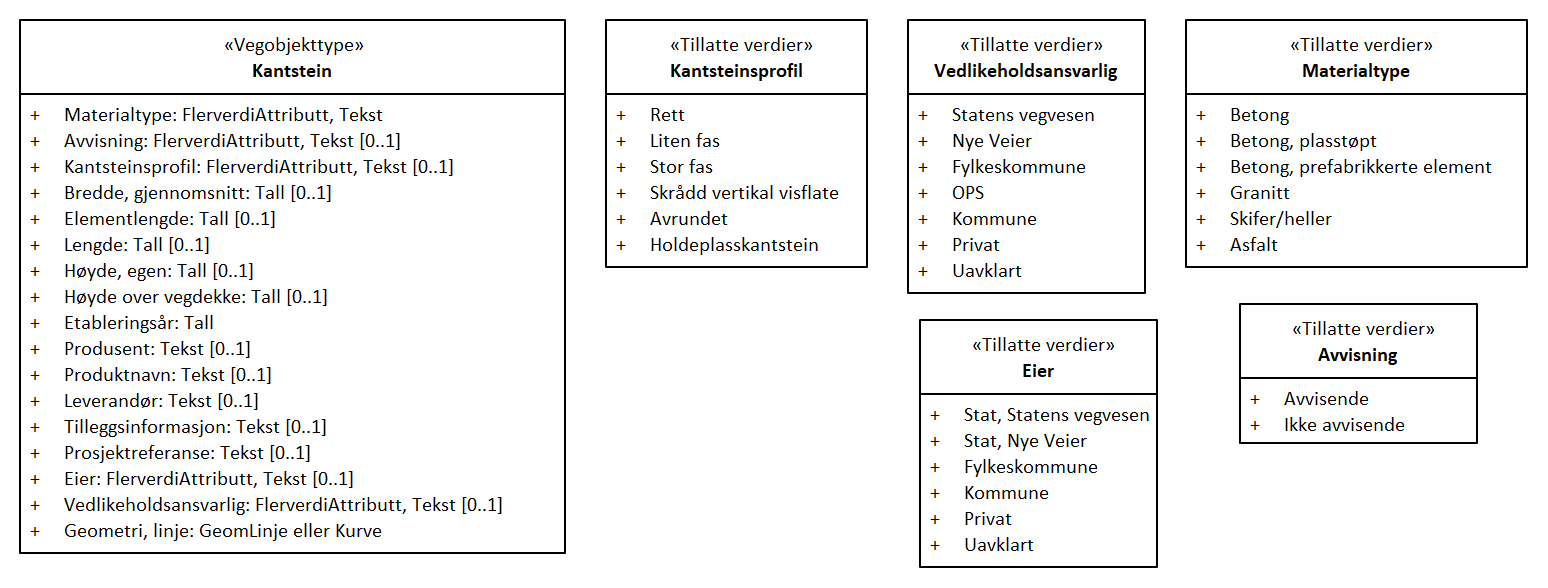 «Vegobjekttype»
Kantstein
+ Materialtype: FlerverdiAttributt, Tekst
+ Avvisning: FlerverdiAttributt, Tekst [0..1]
+ Kantsteinsprofil: FlerverdiAttributt, Tekst [0..1]
+ Bredde, gjennomsnitt: Tall [0..1]
+ Elementlengde: Tall [0..1]
+ Lengde: Tall [0..1]
+ Høyde, egen: Tall [0..1]
+ Høyde over vegdekke: Tall [0..1]
+ Etableringsår: Tall
+ Produsent: Tekst [0..1]
+ Produktnavn: Tekst [0..1]
+ Leverandør: Tekst [0..1]
+ Tilleggsinformasjon: Tekst [0..1]
+ Prosjektreferanse: Tekst [0..1]
+ Eier: FlerverdiAttributt, Tekst [0..1]
+ Vedlikeholdsansvarlig: FlerverdiAttributt, Tekst [0..1]
+ Geometri, linje: GeomLinje eller Kurve
«Tillatte verdier»
Kantsteinsprofil
+ Rett
+ Liten fas
+ Stor fas
+ Skrådd vertikal visflate
+ Avrundet
+ Holdeplasskantstein
«Tillatte verdier»
Vedlikeholdsansvarlig
+ Statens vegvesen
+ Nye Veier
+ Fylkeskommune
+ OPS
+ Kommune
+ Privat
+ Uavklart
«Tillatte verdier»
Materialtype
+ Betong
+ Betong, plasstøpt
+ Betong, prefabrikkerte element
+ Granitt
+ Skifer/heller
+ Asfalt
«Tillatte verdier»
Eier
+ Stat, Statens vegvesen
+ Stat, Nye Veier
+ Fylkeskommune
+ Kommune
+ Privat
+ Uavklart
«Tillatte verdier»
Avvisning
+ Avvisende
+ Ikke avvisende